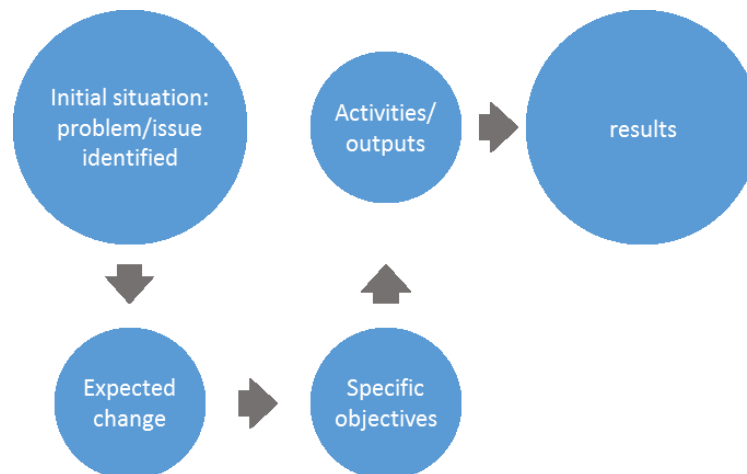 Initial situation:
problem/issue
identified
Expected
change
Specific
objectives
Activities/
outputs
results